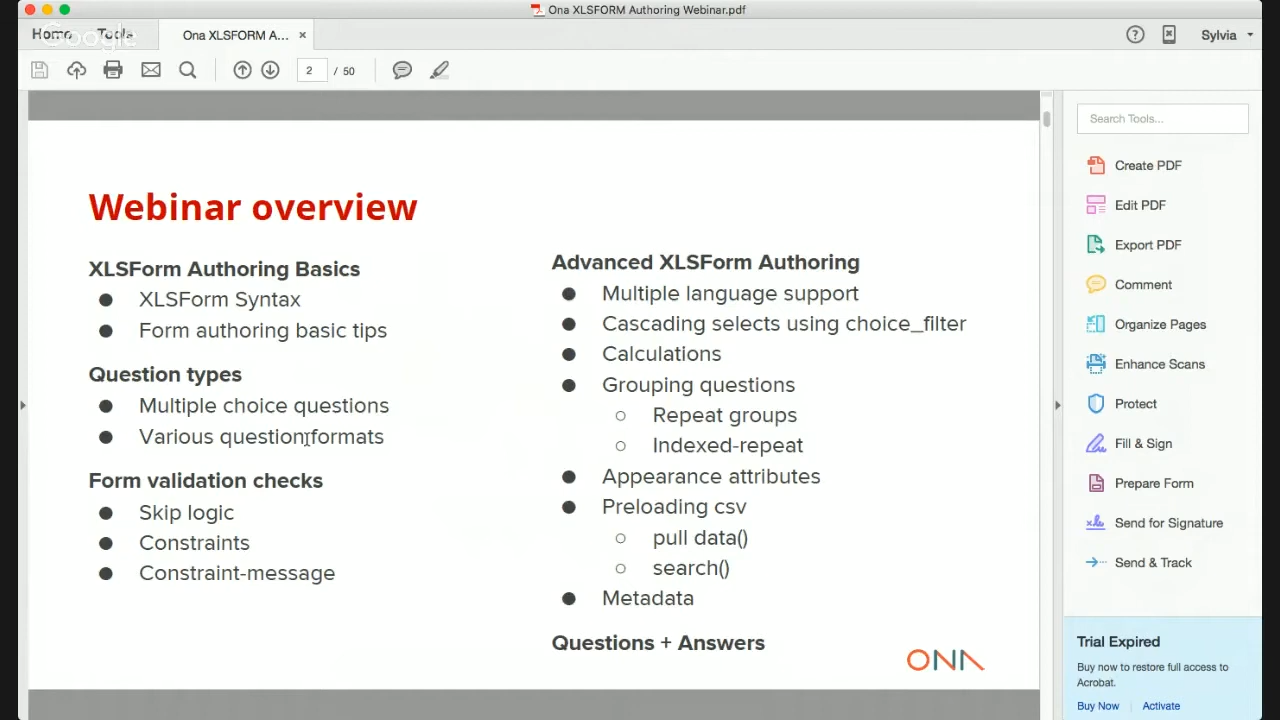 Ona XLSFORM Authoring Webinar.pdf
Home
Tools
Google
Ona XLSFORM A... ×
Sylvia
2 / 50
Webinar overview
XLSForm Authoring Basics
● XLSForm Syntax
● Form authoring basic tips
Question types
● Multiple choice questions
● Various question formats
Form validation checks
● Skip logic
● Constraints
● Constraint-message
Advanced XLSForm Authoring
● Multiple language support
● Cascading selects using choice_filter
● Calculations
● Grouping questions
○ Repeat groups
○ Indexed-repeat
● Appearance attributes
● Preloading csv
○ pull data()
○ search()
● Metadata
Questions + Answers
ONA
Search Tools...
Create PDF
Edit PDF
Export PDF
Comment
Organize Pages
Enhance Scans
Protect
Fill & Sign
Prepare Form
Send for Signature
Send & Track
Trial Expired
Buy now to restore full access to
Acrobat.
Buy Now
Activate